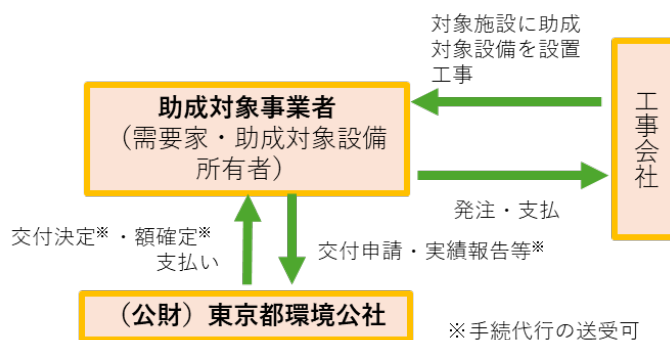 対象施設に助成
対象設備を設置
工事
助成対象事業者
（需要家・助成対象設備
所有者）
工事会社
発注・支払
交付決定※・額確定※
支払い
交付申請・実績報告等※
（公財）東京都環境公社
※手続代行の送受可